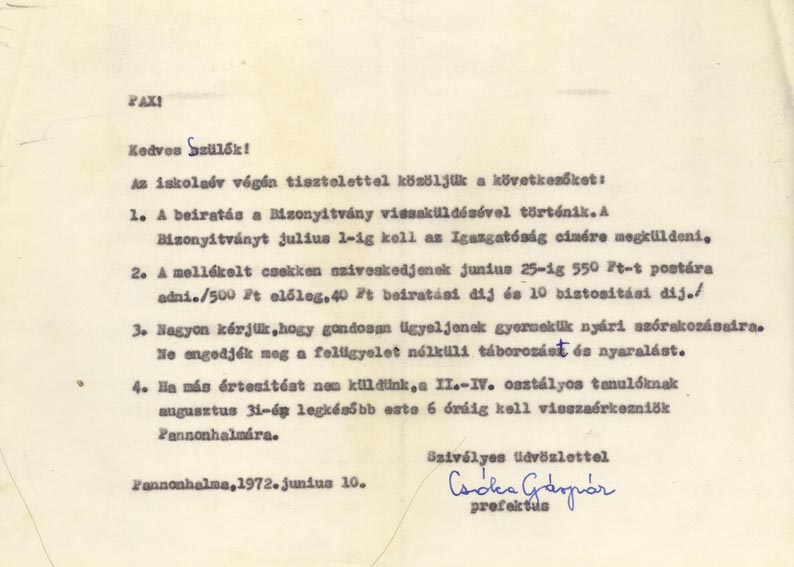 PAX!
Kedves Szülők!
Az iskolaév végén tisztelettel közöljük a következőket:
1. A beiratás a Bizonyitvány visszaküldésével történik.A
Bizonyitványt julius 1-ig kell az Igazgatóság cimére megküldeni.
2. A mellékelt csekken sziveskedjenek junius 25-ig 550 Ft-t postára
adni./500 Ft előleg,40 Ft beiratási dij és 10 biztositási dij./
3. Nagyon kérjük,hogy gondosan ügyeljenek gyermekük nyári szórakozásaira.
Ne engedjék meg a felügyelet nélküli táborozást és nyaralást.
4. Ha más értesitést nem küldünk,a II.-IV. osztályos tanulóknak
augusztus 31-én legkésőbb este 6 óráig kell visszaérkezniök
Pannonhalmára.
Szivélyes üdvözlettel
Pannonhalma,1972.junius 10.
Csóka Gáspár
prefektus